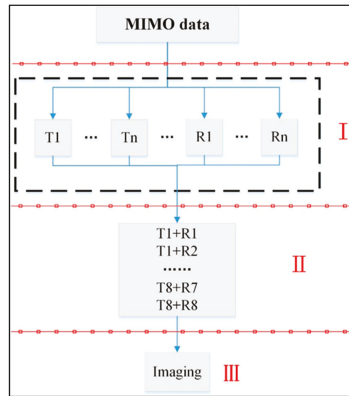 MIMO data
T1 ... Tn ... R1 ... Rn
I
T1+R1
T1+R2
......
T8+R7
T8+R8
II
Imaging
III